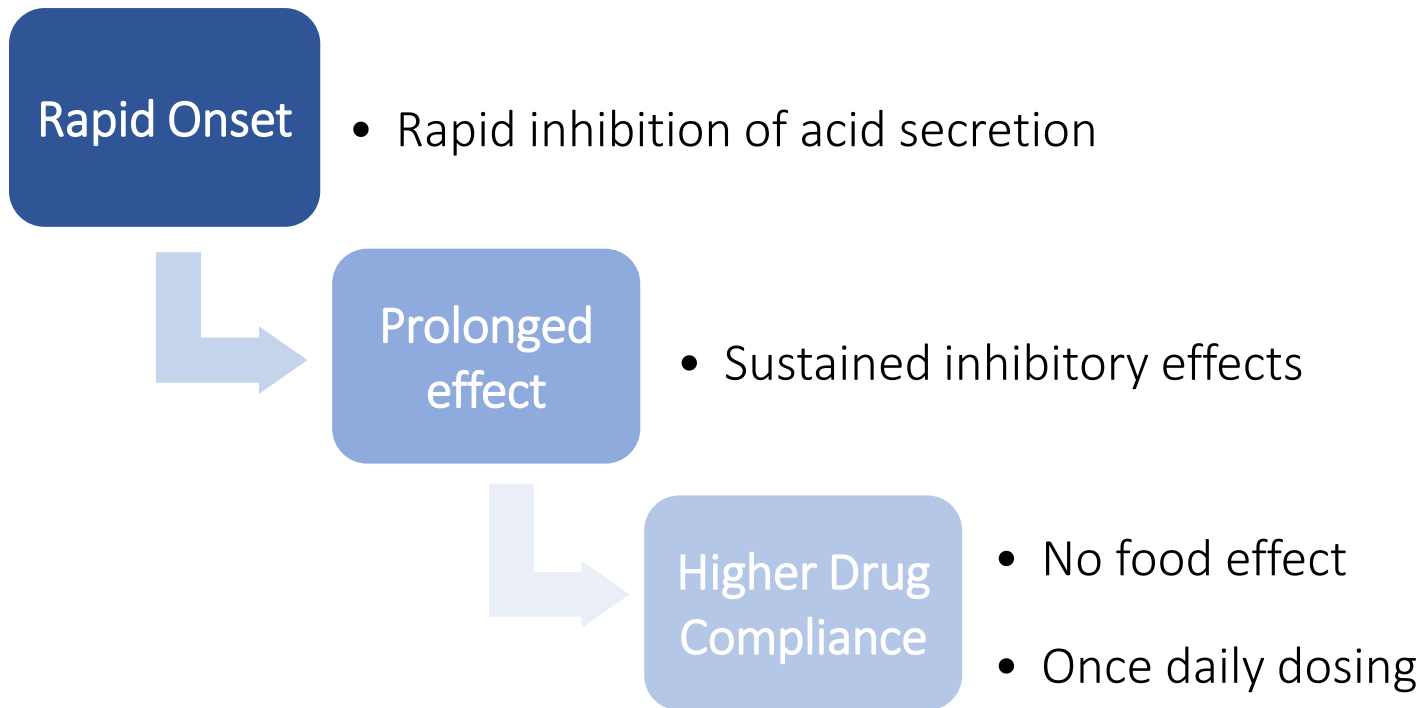 Rapid Onset
• Rapid inhibition of acid secretion
Prolonged
effect
• Sustained inhibitory effects
Higher Drug
Compliance
• No food effect
• Once daily dosing